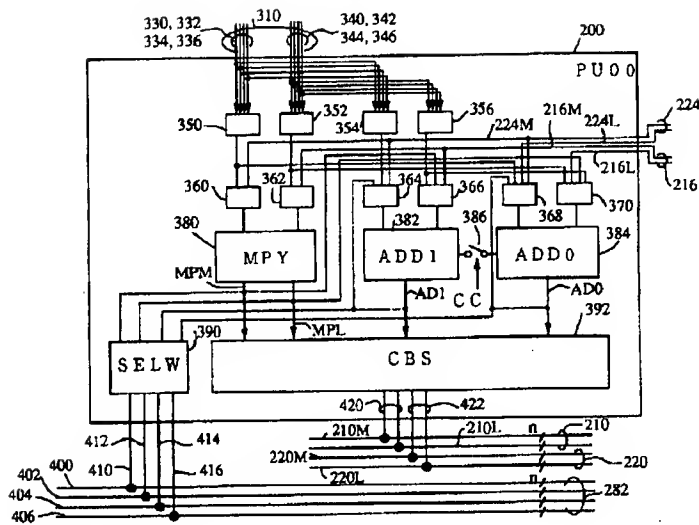 330, 332
334, 336
310
340, 342
344, 346
200
PU00
350
352
354
356
224M
216M
224L
224
216L
216
360
362
364
366
368
370
380
382
386
384
MPY
ADD1
ADD0
MPM
CC
AD1
AD0
392
390
MPL
SELW
CBS
420
422
412
414
410
416
210M
210L
n
210
220M
220
220L
400
402
404
406
n
282